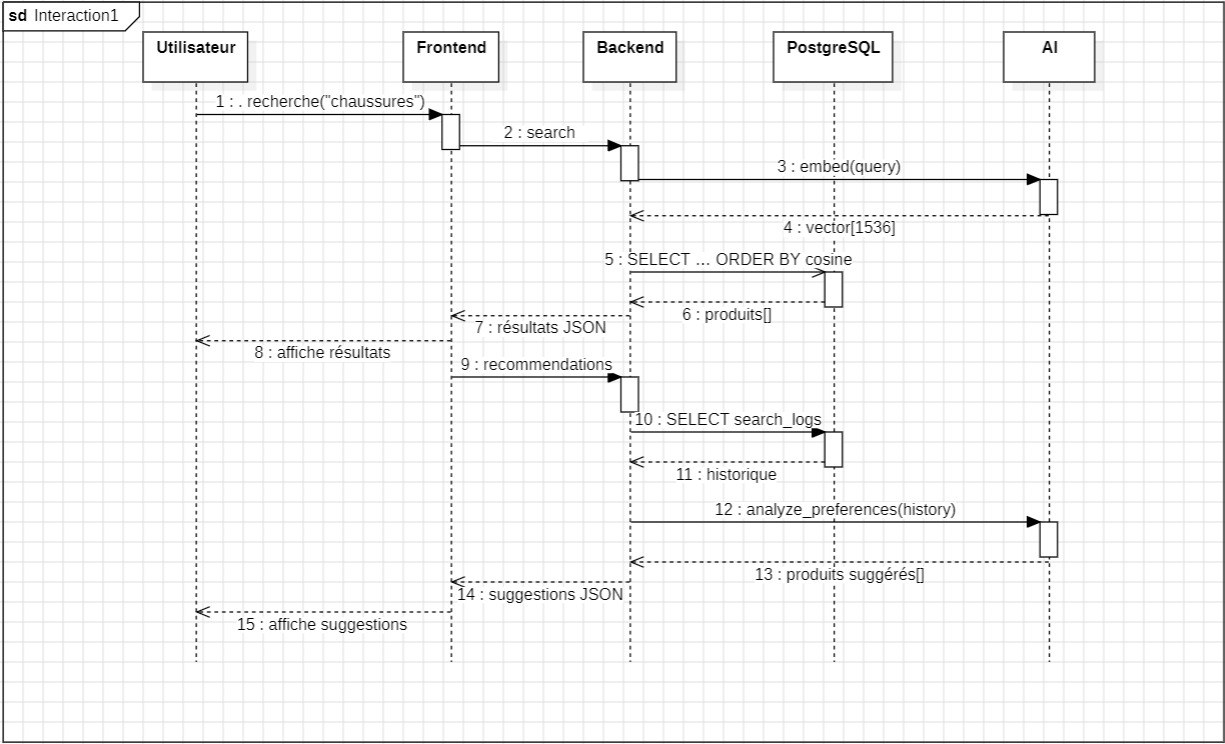 sd Interaction1
Utilisateur
Frontend
Backend
PostgreSQL
AI
1 : . recherche("chaussures")
2 : search
3 : embed(query)
4 : vector[1536]
5 : SELECT … ORDER BY cosine
6 : produits[]
7 : résultats JSON
8 : affiche résultats
9 : recommendations
10 : SELECT search_logs
11 : historique
12 : analyze_preferences(history)
13 : produits suggérés[]
14 : suggestions JSON
15 : affiche suggestions